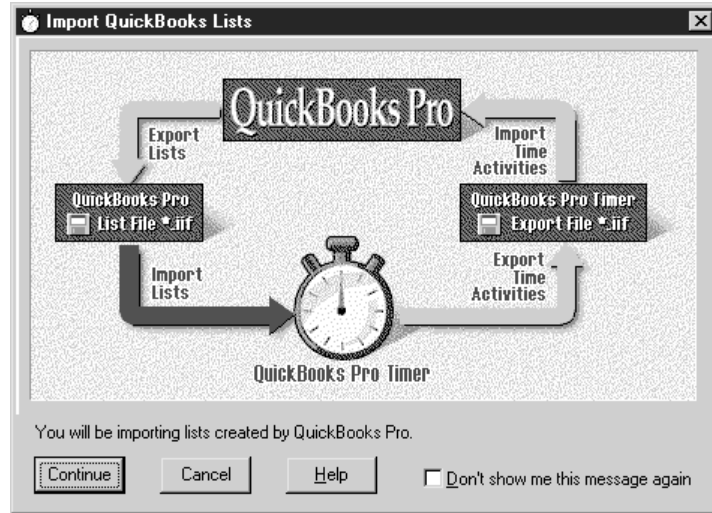 Import QuickBooks Lists
QuickBooks Pro
Export
Lists
Import
Time
Activities
QuickBooks Pro
List File *.iif
QuickBooks Pro Timer
Export File *.iif
Import
Lists
Export
Time
Activities
QuickBooks Pro Timer
You will be importing lists created by QuickBooks Pro.
Continue
Cancel
Help
Don't show me this message again